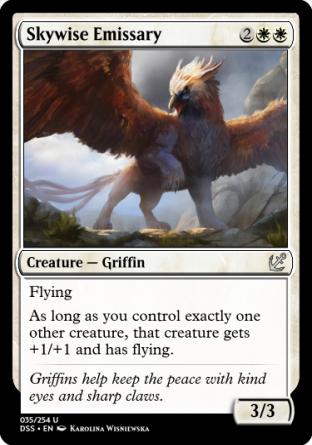 Skywise Emissary 2
Creature — Griffin
Flying
As long as you control exactly one
other creature, that creature gets
+1/+1 and has flying.
Griffins help keep the peace with kind
eyes and sharp claws.
3/3
035/254 U
DSS • EN Karolina Wisniewska